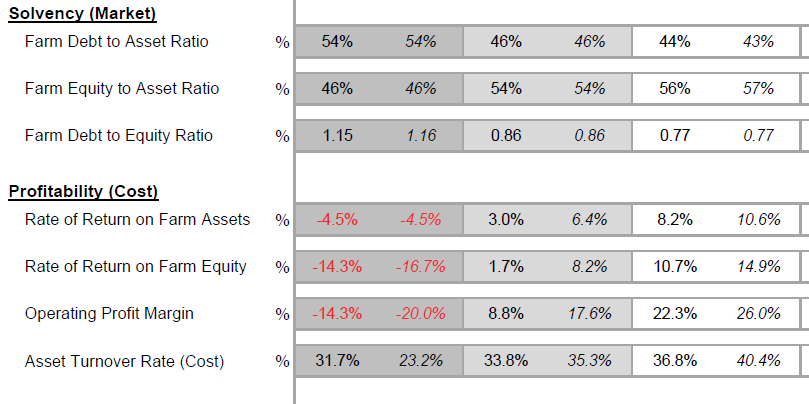 Solvency (Market)
Farm Debt to Asset Ratio % 54% 54% 46% 46% 44% 43%
Farm Equity to Asset Ratio % 46% 46% 54% 54% 56% 57%
Farm Debt to Equity Ratio % 1.15 1.16 0.86 0.86 0.77 0.77
Profitability (Cost)
Rate of Return on Farm Assets % -4.5% -4.5% 3.0% 6.4% 8.2% 10.6%
Rate of Return on Farm Equity % -14.3% -16.7% 1.7% 8.2% 10.7% 14.9%
Operating Profit Margin % -14.3% -20.0% 8.8% 17.6% 22.3% 26.0%
Asset Turnover Rate (Cost) % 31.7% 23.2% 33.8% 35.3% 36.8% 40.4%